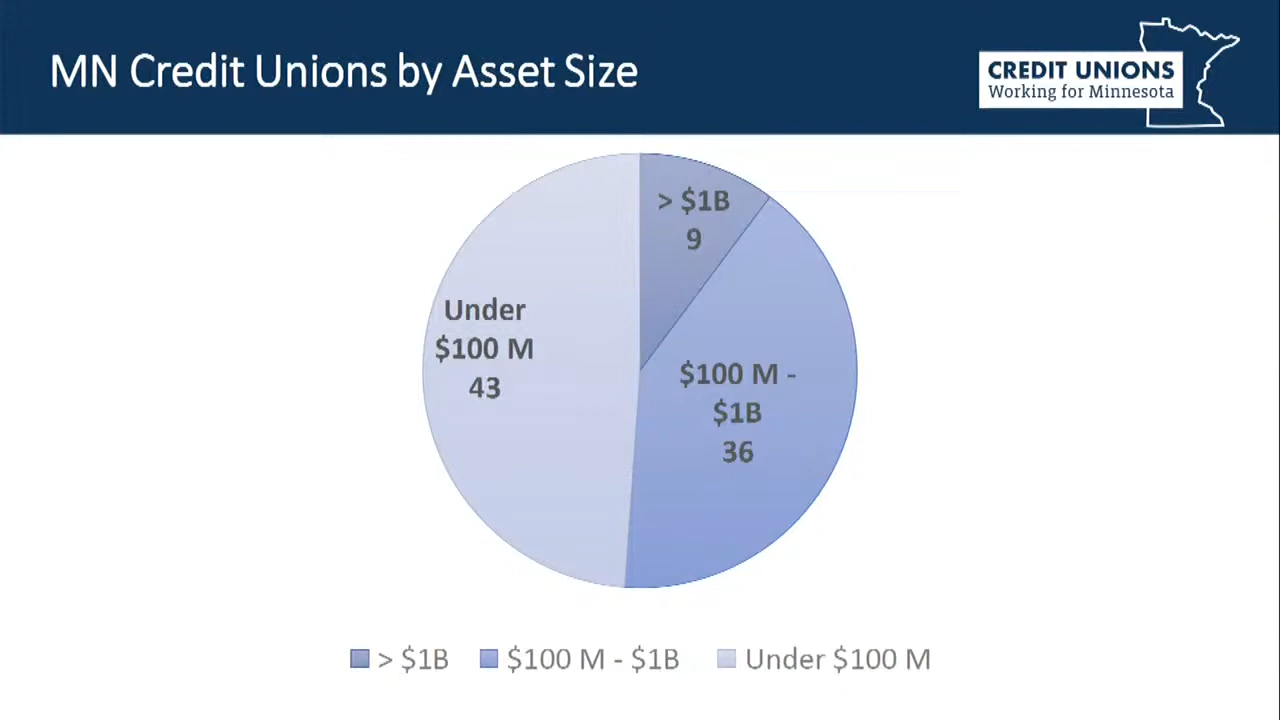 MN Credit Unions by Asset Size
CREDIT UNIONS
Working for Minnesota
> $1B
9
Under
$100 M
43
$100 M -
$1B
36
> $1B
$100 M - $1B
Under $100 M